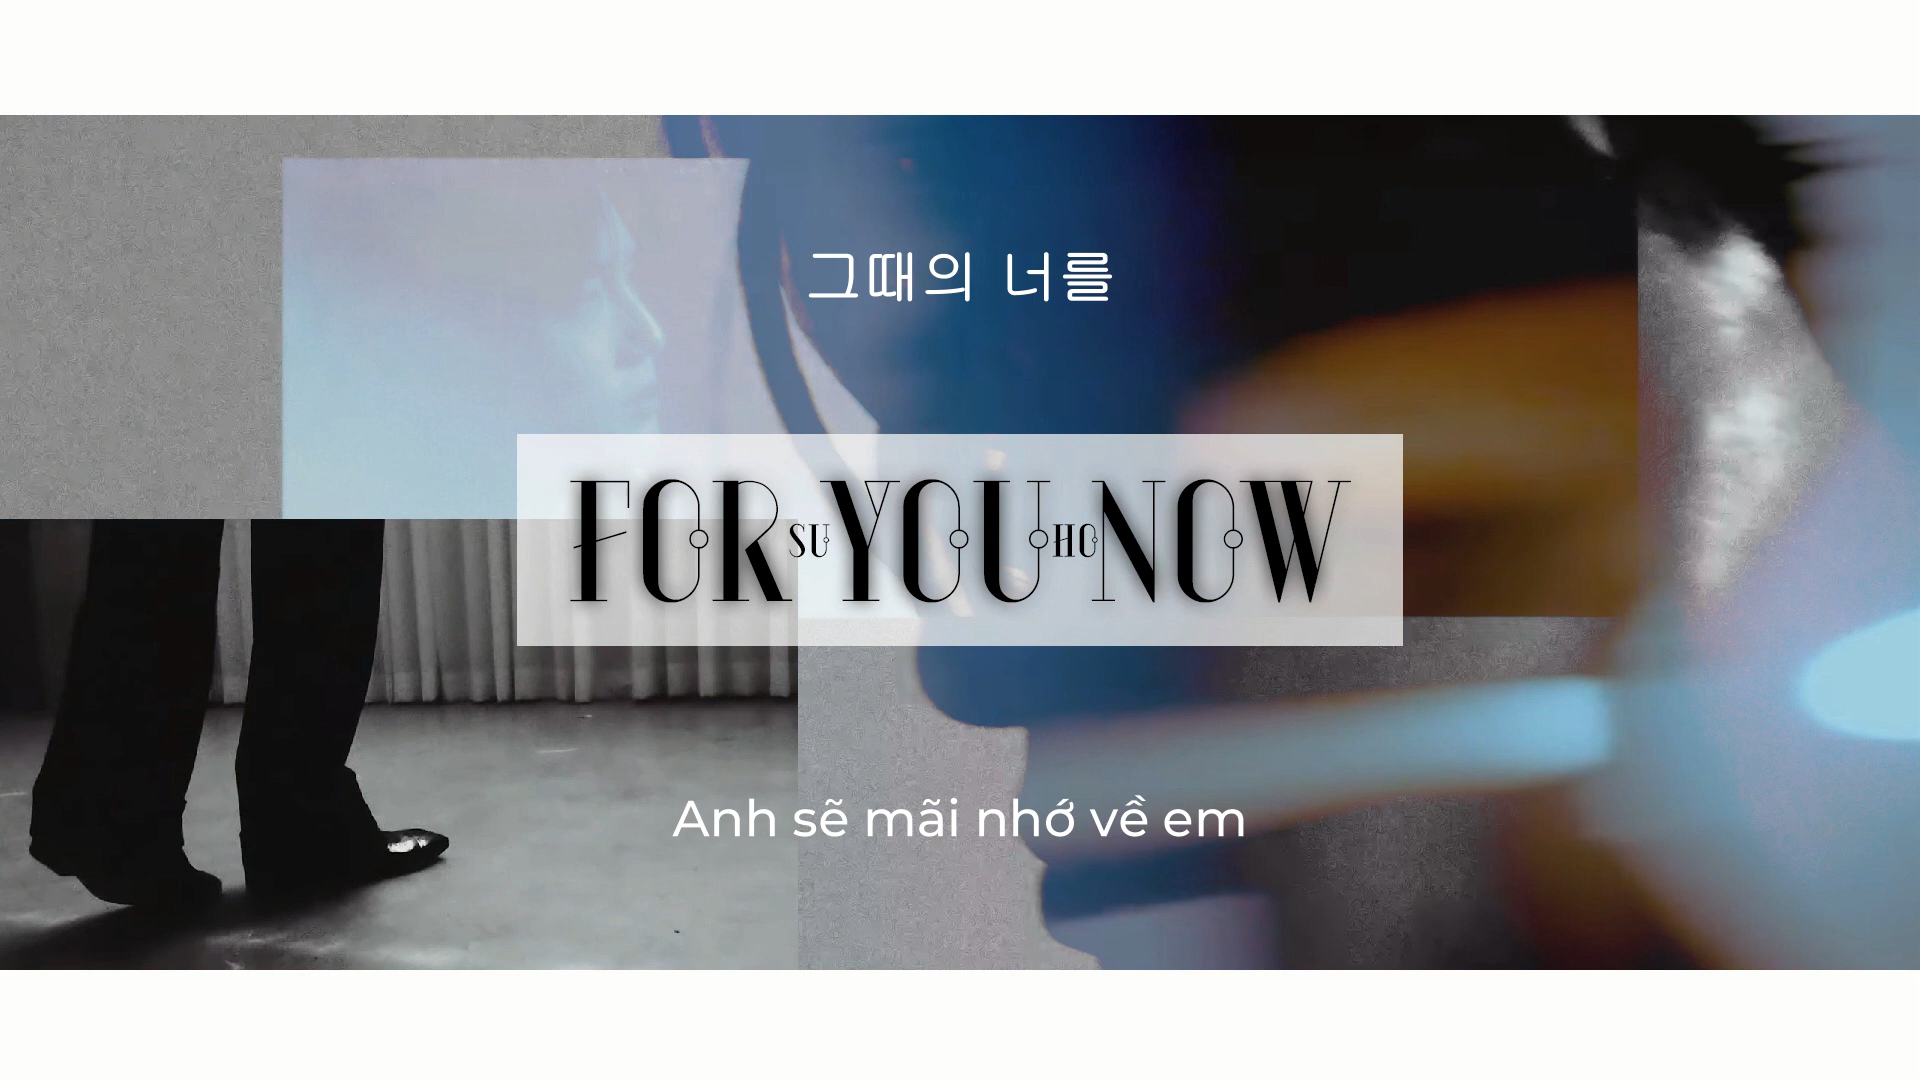 그때의 너를
FOR SU YOU HO NOW
Anh sẽ mãi nhớ về em